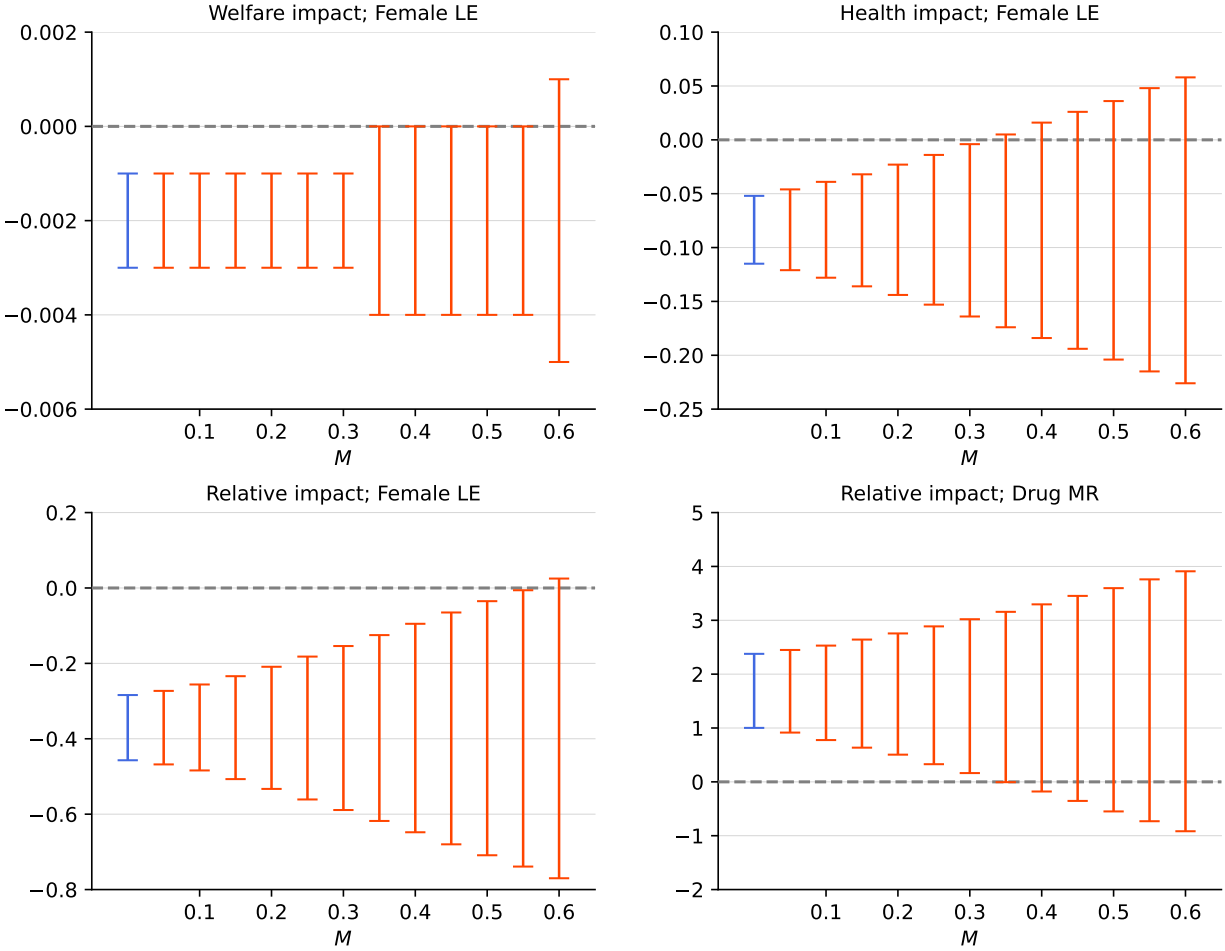 Welfare impact; Female LE
0.002
0.000
−0.002
−0.004
−0.006
0.1 0.2 0.3 0.4 0.5 0.6
M
Health impact; Female LE
0.10
0.05
0.00
−0.05
−0.10
−0.15
−0.20
−0.25
0.1 0.2 0.3 0.4 0.5 0.6
M
Relative impact; Female LE
0.2
0.0
−0.2
−0.4
−0.6
−0.8
0.1 0.2 0.3 0.4 0.5 0.6
M
Relative impact; Drug MR
5
4
3
2
1
0
−1
−2
0.1 0.2 0.3 0.4 0.5 0.6
M